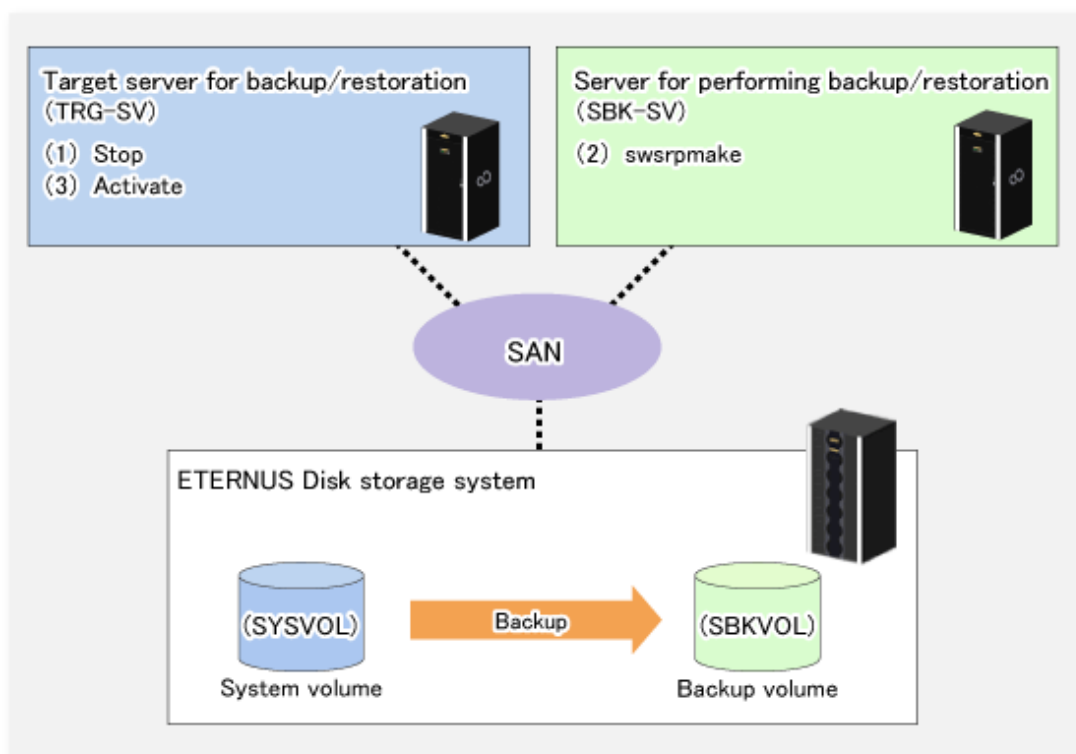 Target server for backup/restoration
(TRG-SV)
(1) Stop
(3) Activate
Server for performing backup/restoration
(SBK-SV)
(2) swsrpmake
SAN
ETERNUS Disk storage system
(SYSVOL)
System volume
Backup
(SBKVOL)
Backup volume